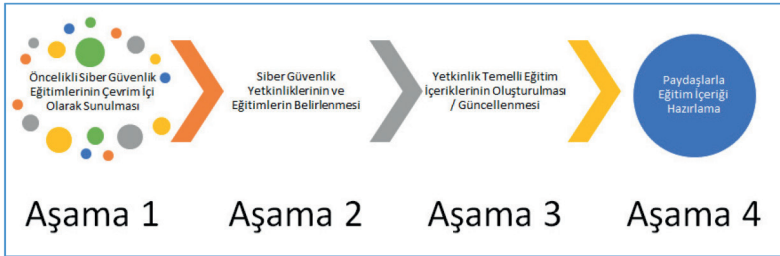 Öncelikli Siber Güvenlik
Eğitimlerinin Çevrim İçi
Olarak Sunulması
Siber Güvenlik
Yetkinliklerinin ve
Eğitimlerin Belirlenmesi
Yetkinlik Temelli Eğitim
İçeriklerinin Oluşturulması
/ Güncellenmesi
Paydaşlarla
Eğitim İçeriği
Hazırlama
Aşama 1
Aşama 2
Aşama 3
Aşama 4